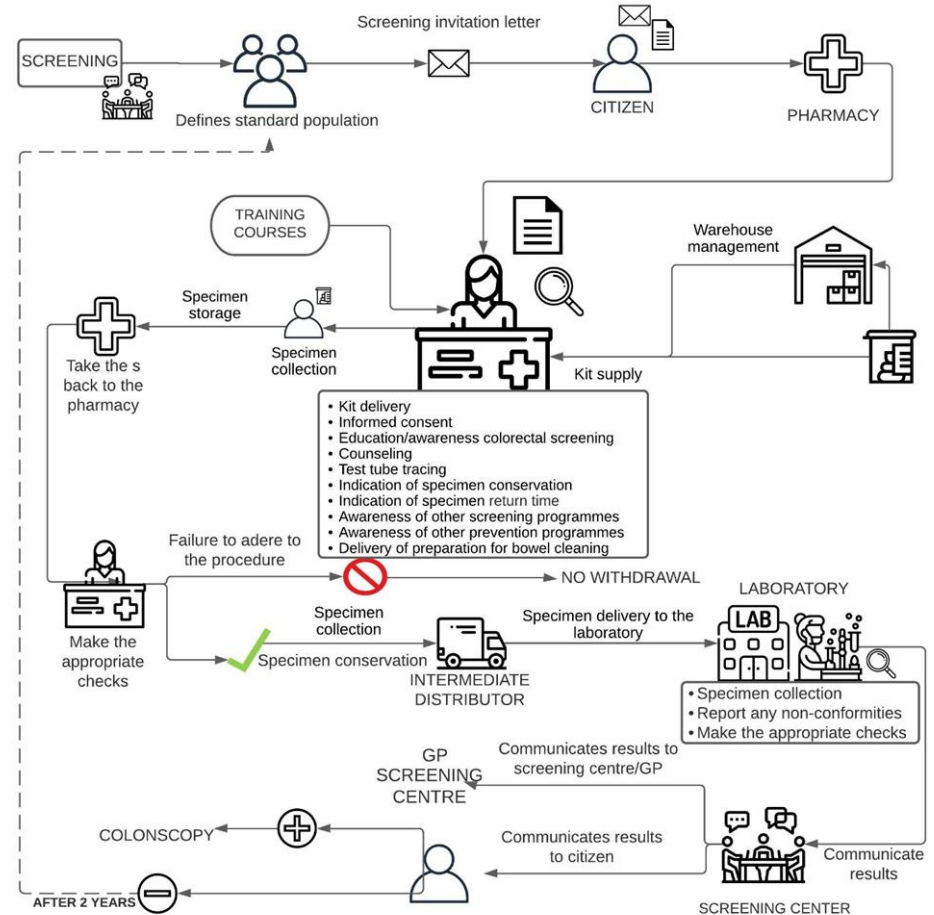 Screening invitation letter
SCREENING
Defines standard population
CITIZEN
PHARMACY
TRAINING
COURSES
Warehouse
management
Specimen
storage
Specimen
collection
Take the s
back to the
pharmacy
Kit supply
• Kit delivery
• Informed consent
• Education/awareness colorectal screening
• Counseling
• Test tube tracing
• Indication of specimen conservation
• Indication of specimen return time
• Awareness of other screening programmes
• Awareness of other prevention programmes
• Delivery of preparation for bowel cleaning
Failure to adere to
the procedure
NO WITHDRAWAL
Make the
appropriate
checks
Specimen
collection
Specimen conservation
INTERMEDIATE
DISTRIBUTOR
Specimen delivery to the
laboratory
LABORATORY
LAB
• Specimen collection
• Report any non-conformities
• Make the appropriate checks
GP
SCREENING
CENTRE
Communicates results to
screening centre/GP
Communicates results
to citizen
Communicate
results
SCREENING CENTER
COLONSCOPY
AFTER 2 YEARS